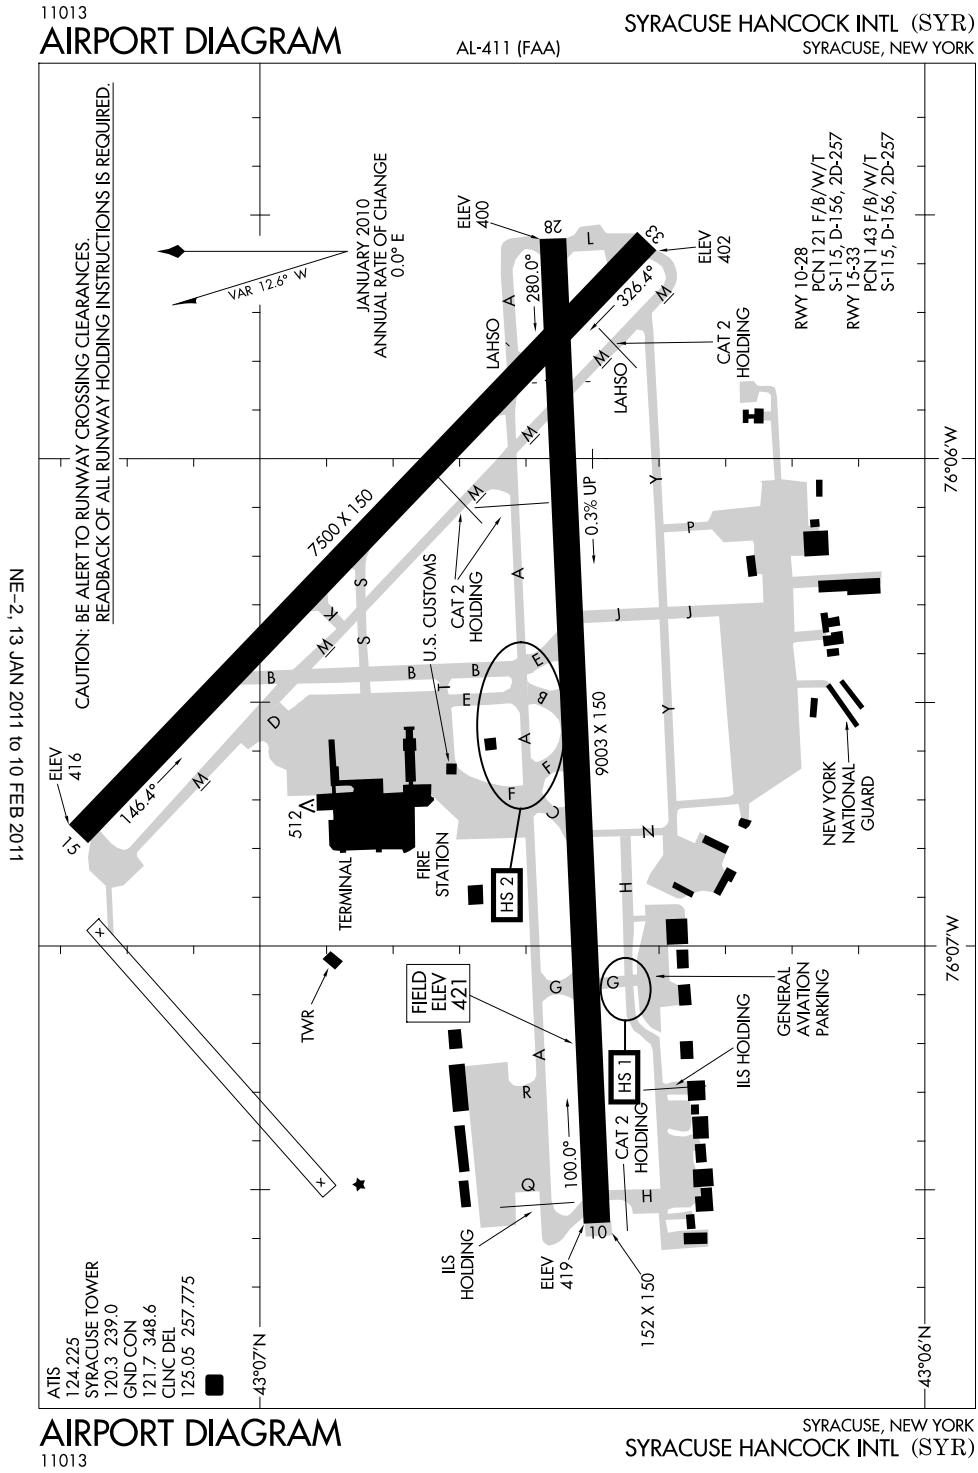 11013
AIRPORT DIAGRAM
AL-411 (FAA)
SYRACUSE HANCOCK INTL (SYR)
SYRACUSE, NEW YORK
CAUTION: BE ALERT TO RUNWAY CROSSING CLEARANCES.
READBACK OF ALL RUNWAY HOLDING INSTRUCTIONS IS REQUIRED.
VAR 12.6° W
JANUARY 2010
ANNUAL RATE OF CHANGE
0.0° E
RWY 10-28
PCN 121 F/B/W/T
S-115, D-156, 2D-257
RWY 15-33
PCN 143 F/B/W/T
S-115, D-156, 2D-257
ELEV
400
28
L
33
ELEV
402
280.0°
326.4°
A
M
LAHSO
M
LAHSO
CAT 2
HOLDING
M
76°06'W
7500 X 150
M
0.3% UP
Y
P
CAT 2
HOLDING
A
S
K
S
M
U.S. CUSTOMS
J
J
B
B
B
E
T
E
B
D
A
F
F
C
9003 X 150
Y
M
ELEV
416
146.4°
15
512
TERMINAL
FIRE
STATION
HS 2
N
H
NEW YORK
NATIONAL
GUARD
NE-2, 13 JAN 2011 to 10 FEB 2011
76°07'W
x
TWR
FIELD
ELEV
421
G
G
GENERAL
AVIATION
PARKING
A
HS 1
ILS HOLDING
R
CAT 2
HOLDING
100.0°
x
Q
H
ILS
HOLDING
10
ELEV
419
152 X 150
ATIS
124.225
SYRACUSE TOWER
120.3 239.0
GND CON
121.7 348.6
CLNC DEL
125.05 257.775
43°07'N
43°06'N
AIRPORT DIAGRAM
11013
SYRACUSE, NEW YORK
SYRACUSE HANCOCK INTL (SYR)